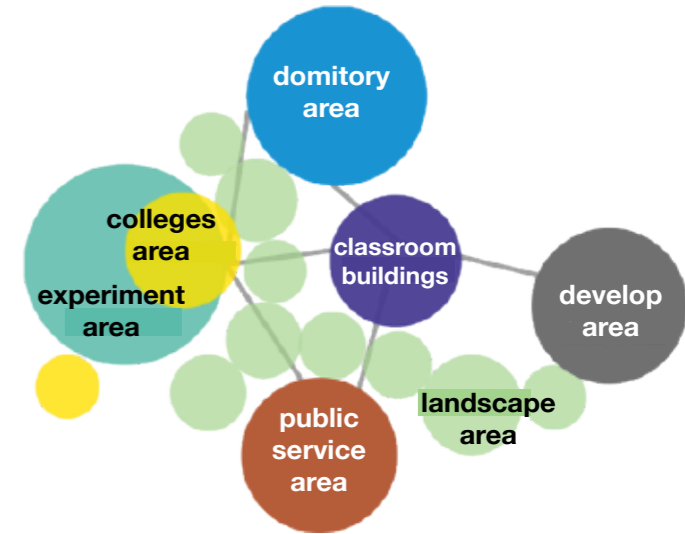 domitory
area
colleges
area
experiment
area
classroom
buildings
develop
area
landscape
area
public
service
area